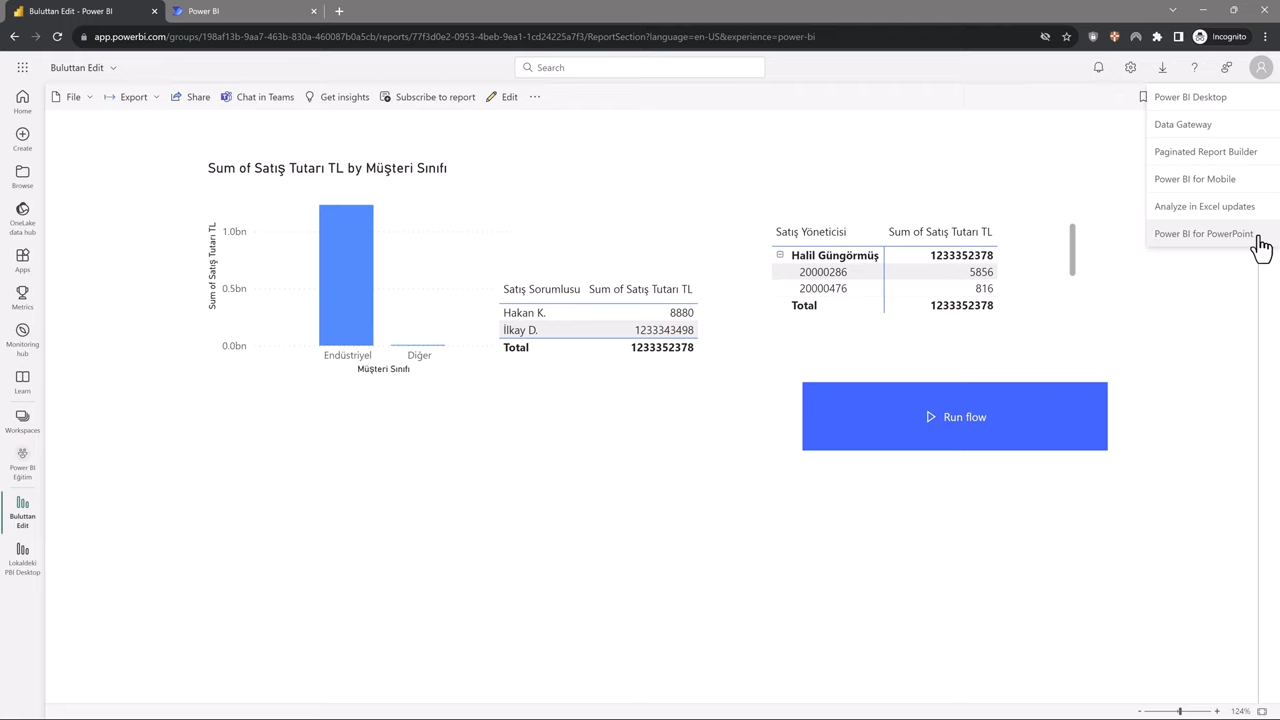 Buluttan Edit - Power BI
Power BI
app.powerbi.com/groups/198af13b-9aa7-463b-830a-460087b0a5cb/reports/77f3d0e2-0953-4beb-9ea1-1cd24225a7f3/ReportSection?language=en-US&experience=power-bi
Incognito
Buluttan Edit
Search
File
Export
Share
Chat in Teams
Get insights
Subscribe to report
Edit
Power BI Desktop
Data Gateway
Paginated Report Builder
Power BI for Mobile
Analyze in Excel updates
Power BI for PowerPoint
Home
Create
Browse
OneLake
data hub
Apps
Metrics
Monitoring
hub
Learn
Workspaces
Power BI
Eğitim
Buluttan
Edit
Lokaldeki
PBI Desktop
Sum of Satış Tutarı TL by Müşteri Sınıfı
Sum of Satış Tutarı TL
1.0bn
0.5bn
0.0bn
Endüstriyel
Diğer
Müşteri Sınıfı
Satış Sorumlusu Sum of Satış Tutarı TL
Hakan K. 8880
İlkay D. 1233343498
Total 1233352378
Satış Yöneticisi Sum of Satış Tutarı TL
Halil Güngörmüş 1233352378
20000286 5856
20000476 816
Total 1233352378
Run flow
124%